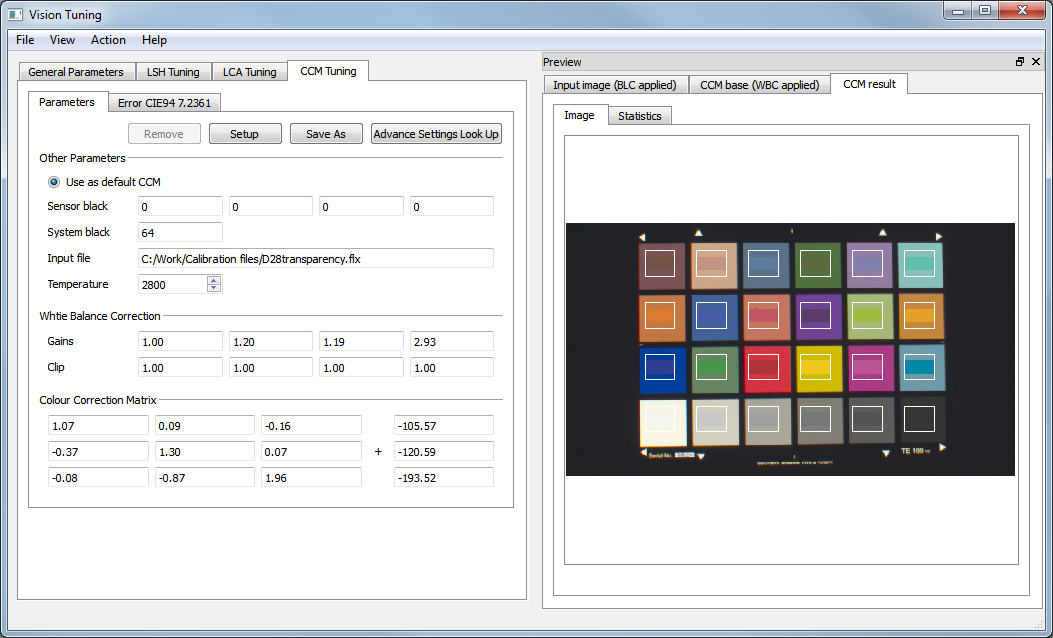 Vision Tuning
File View Action Help
General Parameters LSH Tuning LCA Tuning CCM Tuning
Parameters Error CIE94 7.2361
Remove Setup Save As Advance Settings Look Up
Other Parameters
Use as default CCM
Sensor black 0 0 0 0
System black 64
Input file C:/Work/Calibration files/D28transparency.flx
Temperature 2800
Whtie Balance Correction
Gains 1.00 1.20 1.19 2.93
Clip 1.00 1.00 1.00 1.00
Colour Correction Matrix
1.07 0.09 -0.16 -105.57
-0.37 1.30 0.07 + -120.59
-0.08 -0.87 1.96 -193.52
Preview
Input image (BLC applied) CCM base (WBC applied) CCM result
Image Statistics
Serial No.
TE 188